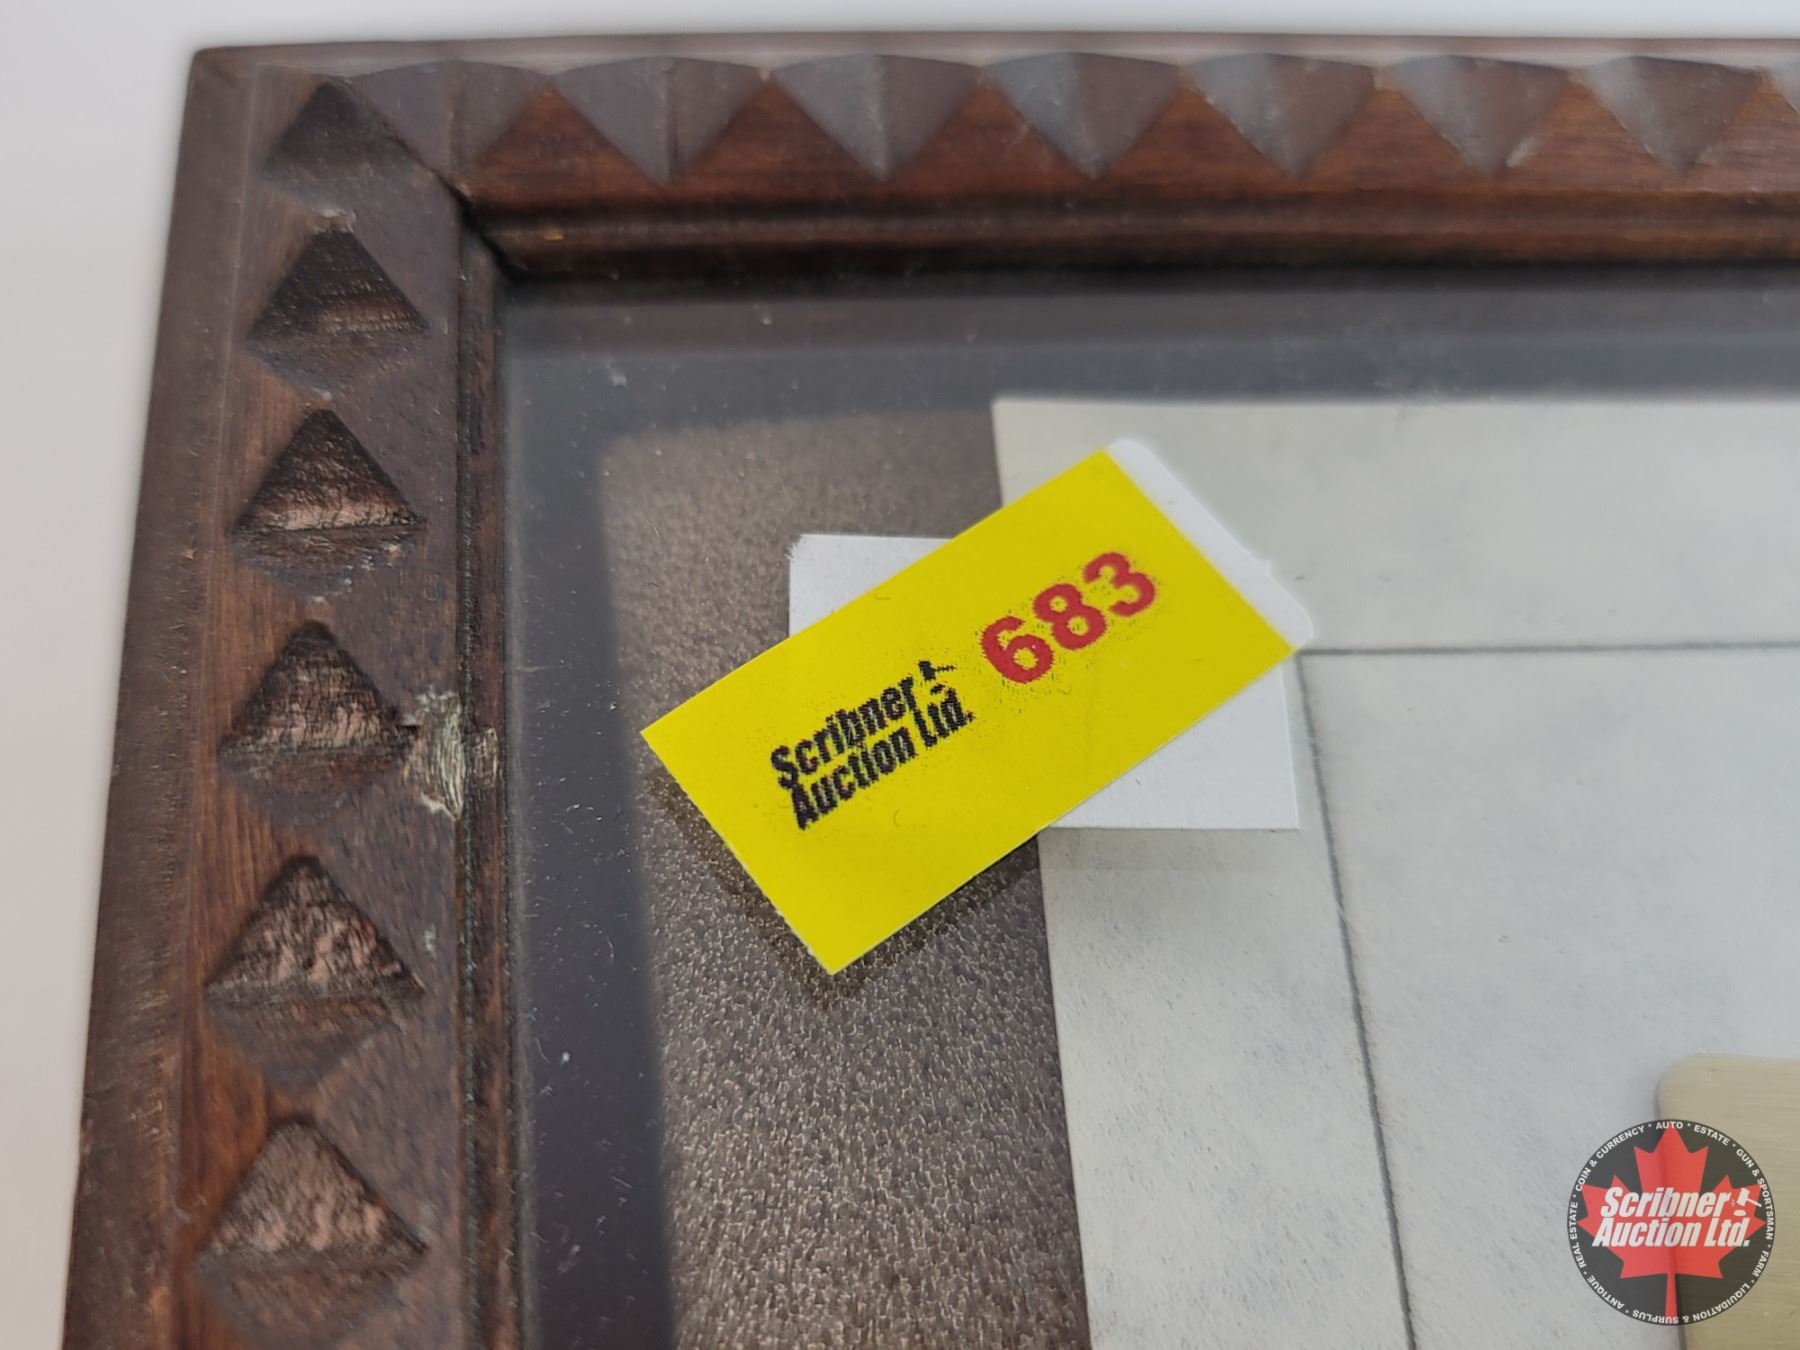 683
Scribner
Auction Ltd.
COIN & CURRENCY · AUTO · ESTATE · GUN & SPORTSMAN · FARM · LIQUIDATION & SURPLUS · ANTIQUE · REAL ESTATE ·
Scribner
Auction Ltd.